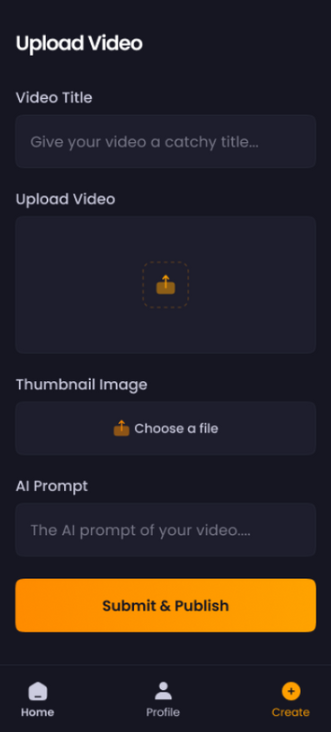 Upload Video
Video Title
Give your video a catchy title...
Upload Video
Thumbnail Image
Choose a file
AI Prompt
The AI prompt of your video....
Submit & Publish
Home Profile Create